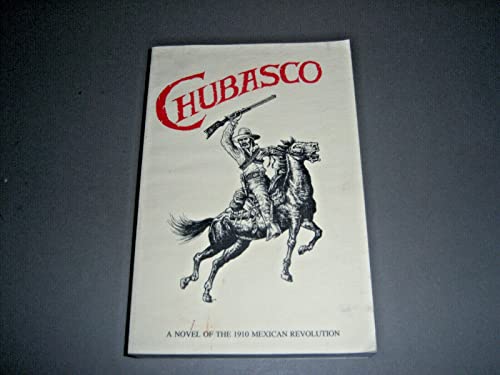 CHUBASCO
A NOVEL OF THE 1910 MEXICAN REVOLUTION